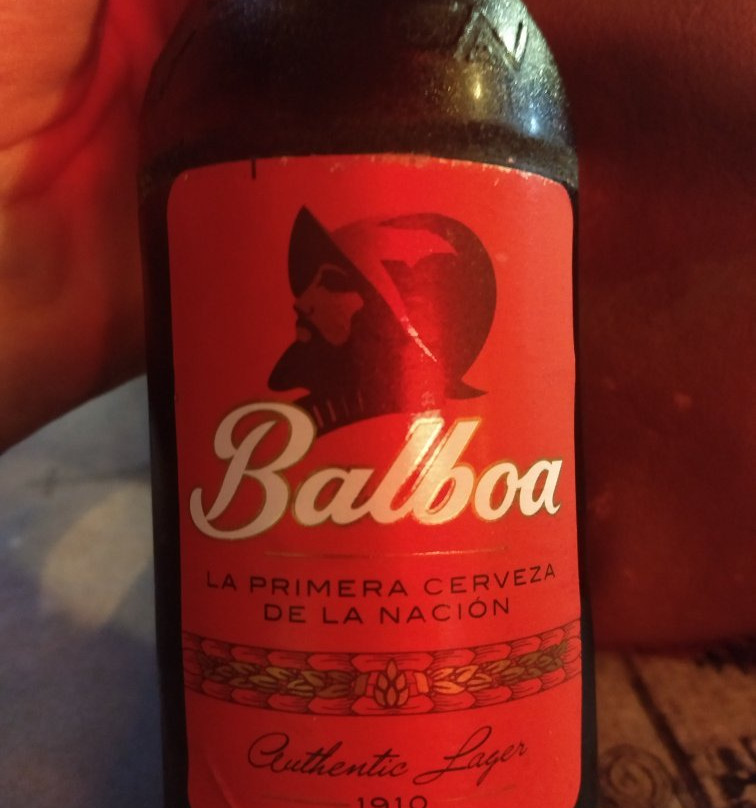 Balboa
LA PRIMERA CERVEZA
DE LA NACIÓN
Authentic Lager
1910